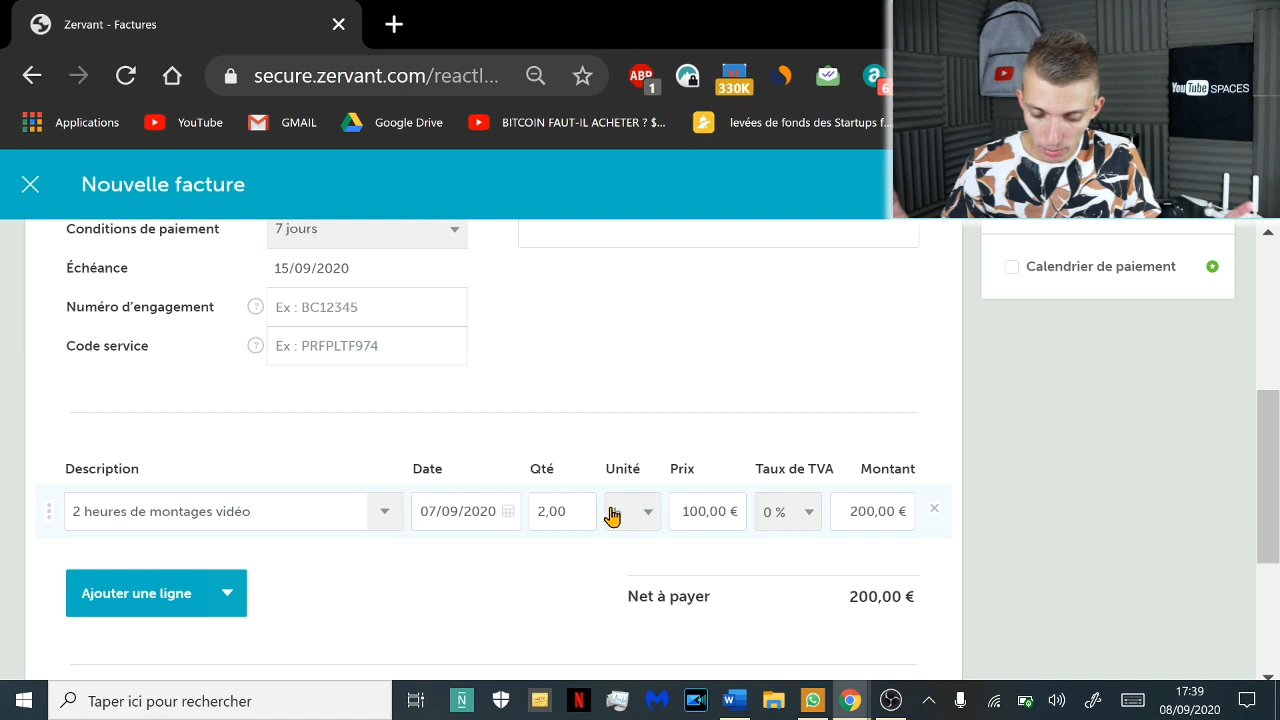 Zervant - Factures
secure.zervant.com/reactI...
ABP
1
330K
6
Applications
YouTube
GMAIL
Google Drive
BITCOIN FAUT-IL ACHETER ? $...
levées de fonds des Startups f...
YouTube SPACES
Nouvelle facture
Conditions de paiement
7 jours
Échéance
15/09/2020
Numéro d'engagement
?
Ex : BC12345
Code service
?
Ex : PRFPLTF974
Calendrier de paiement
Description
Date
Qté
Unité
Prix
Taux de TVA
Montant
2 heures de montages vidéo
07/09/2020
2,00
100,00 €
0 %
200,00 €
Ajouter une ligne
Net à payer
200,00 €
Taper ici pour rechercher
17:39
08/09/2020